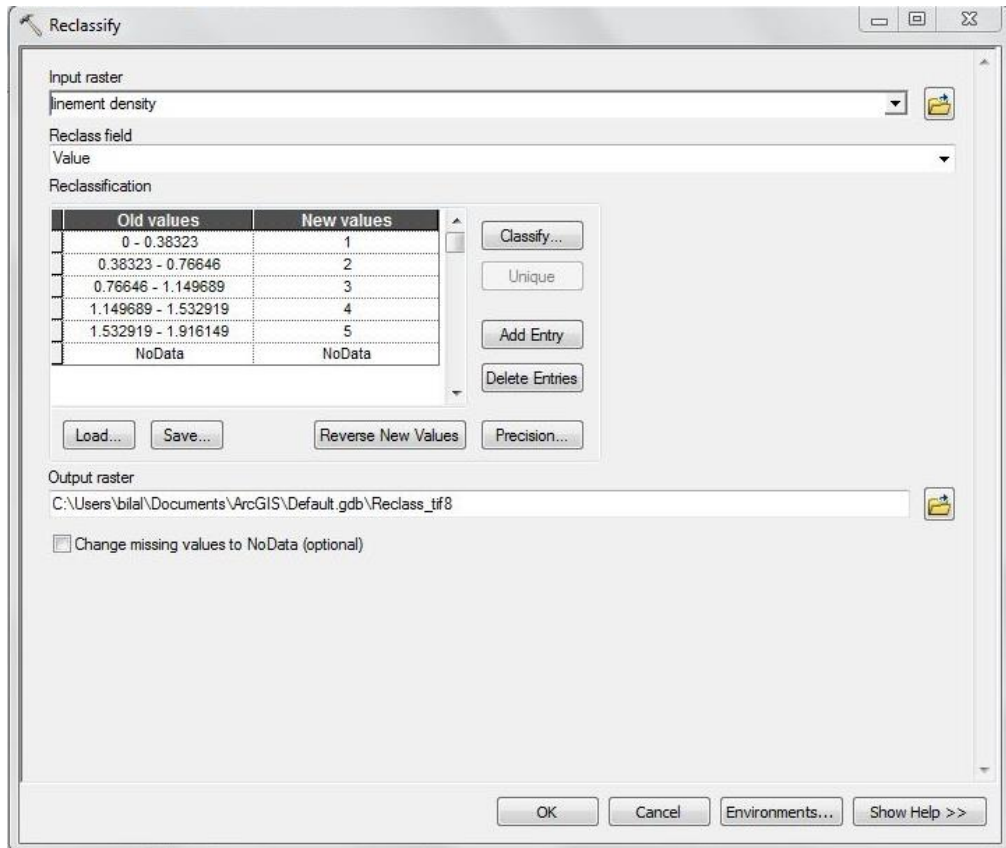 Reclassify
Input raster
linement density
Reclass field
Value
Reclassification
Old values New values
0 - 0.38323 1
0.38323 - 0.76646 2
0.76646 - 1.149689 3
1.149689 - 1.532919 4
1.532919 - 1.916149 5
NoData NoData
Classify...
Unique
Add Entry
Delete Entries
Load... Save... Reverse New Values Precision...
Output raster
C:\Users\bilal\Documents\ArcGIS\Default.gdb\Reclass_tif8
Change missing values to NoData (optional)
OK Cancel Environments... Show Help >>